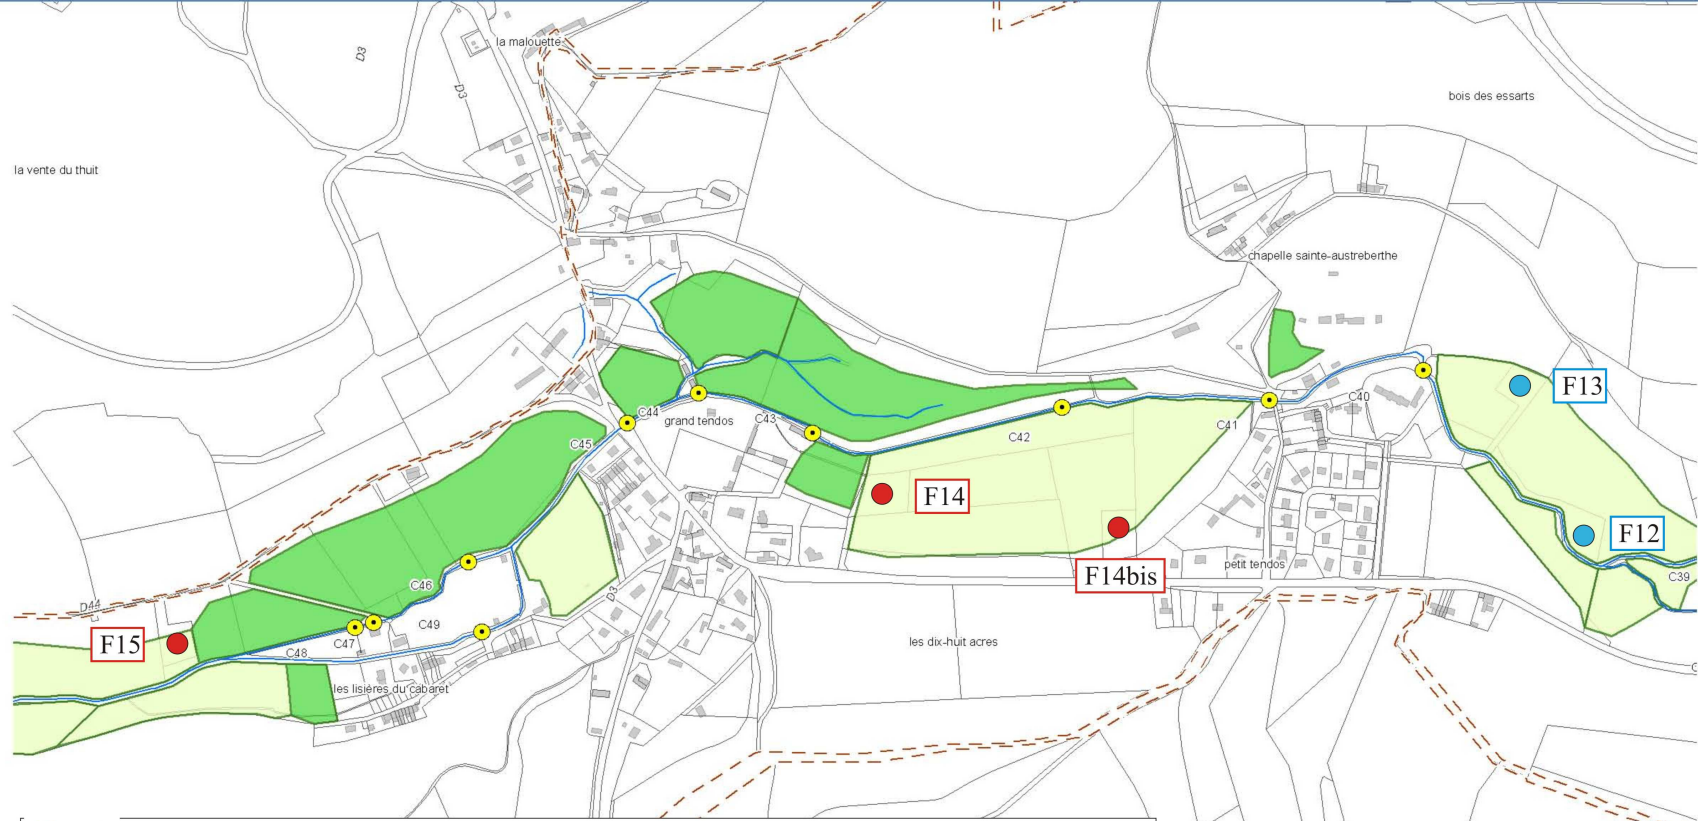 la malouette
D3
D3
bois des essarts
la vente du thuit
chapelle sainte-austreberthe
F13
C40
C44
grand tendos
C43
C45
C42
C41
F14
F12
F14bis
petit tendos
C39
C46
D3
D44
C49
F15
C47
C48
les dix-huit acres
les lisières du cabaret